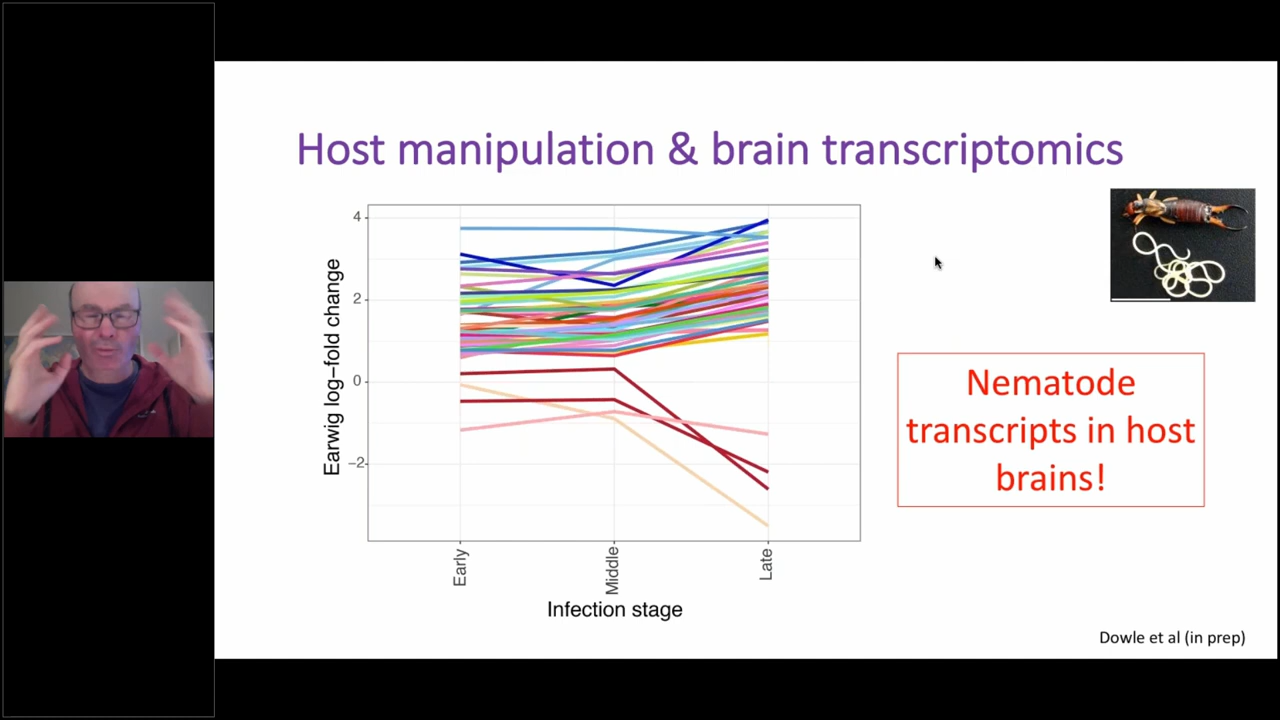 Host manipulation & brain transcriptomics
4
2
0
−2
Earwig log−fold change
Early
Middle
Late
Infection stage
Nematode
transcripts in host
brains!
Dowle et al (in prep)